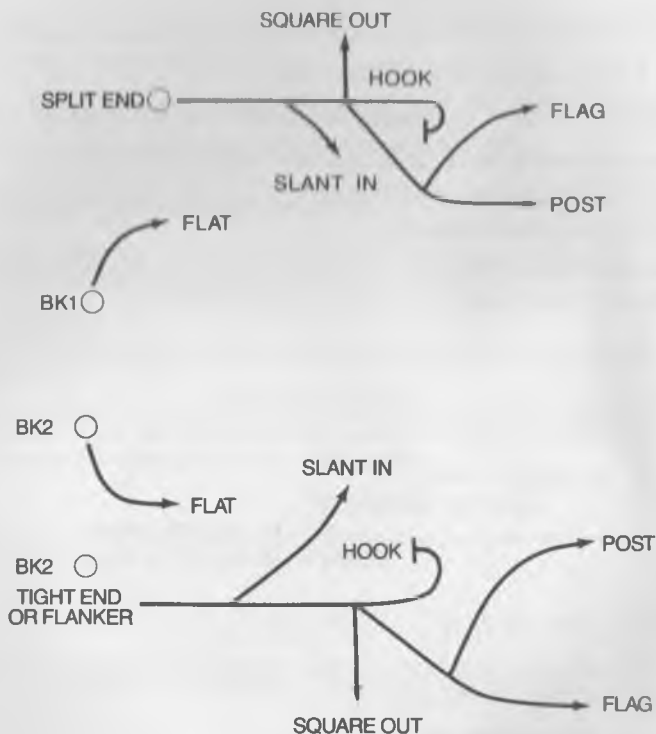 SQUARE OUT
HOOK
SPLIT END
FLAG
SLANT IN
POST
FLAT
BK1
BK2
SLANT IN
FLAT
HOOK
POST
BK2
TIGHT END
OR FLANKER
FLAG
SQUARE OUT